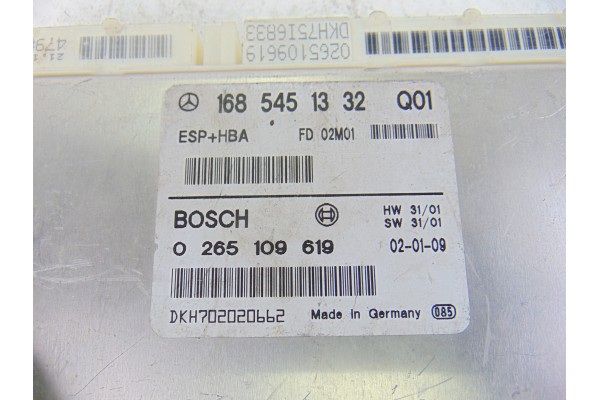 0265109619
DKH75I6833
168 545 13 32 Q01
ESP+HBA FD 02M01
BOSCH HW 31/01
SW 31/01
0 265 109 619 02-01-09
DKH702020662 Made in Germany 085